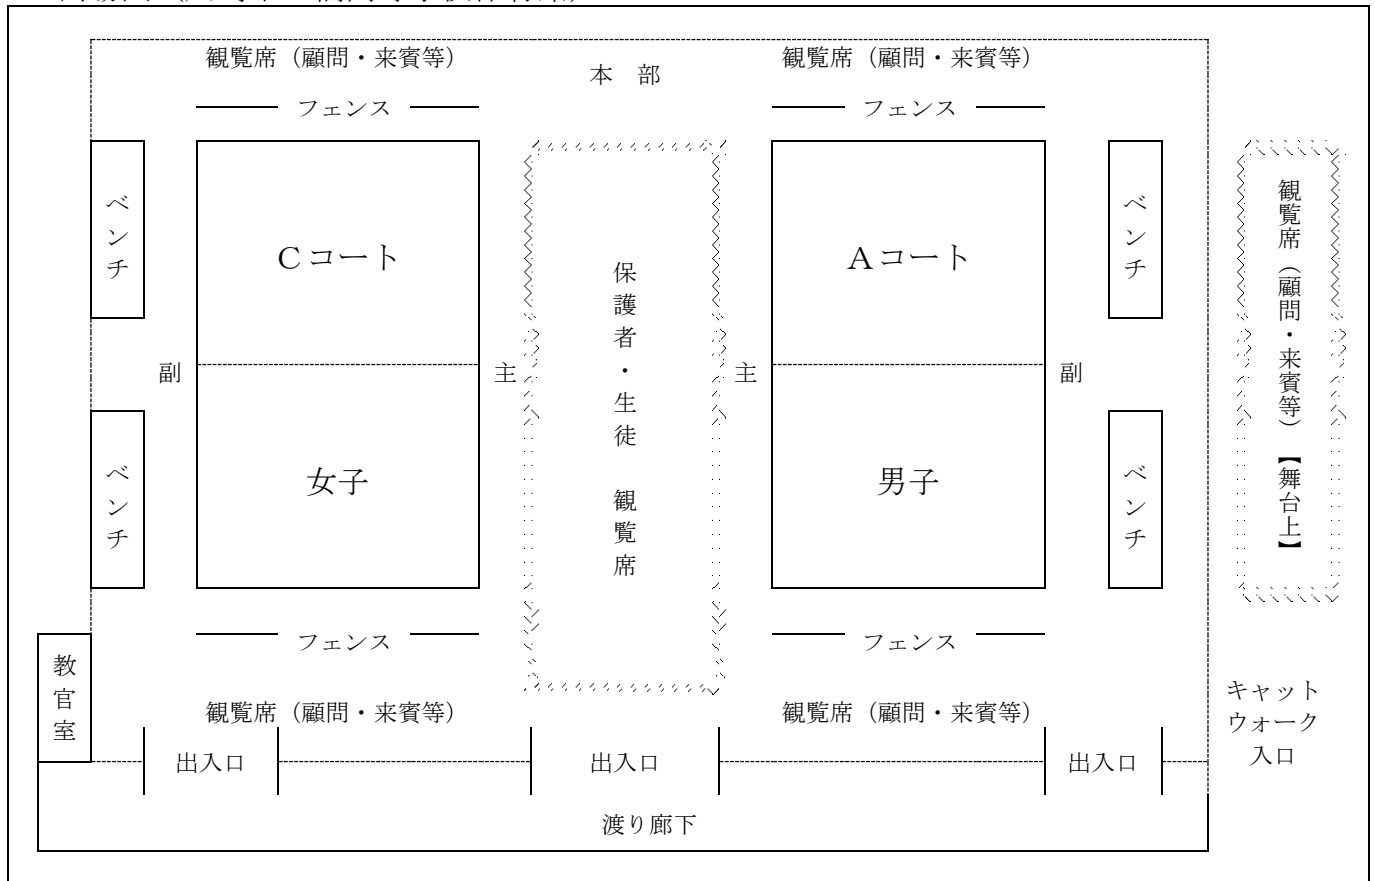 観覧席（顧問・来賓等）
本　部
観覧席（顧問・来賓等）
フェンス
フェンス
ベンチ
Ｃコート
保護者・生徒　観覧席
Ａコート
ベンチ
観覧席（顧問・来賓等）【舞台上】
副
主
主
副
ベンチ
女子
男子
ベンチ
フェンス
フェンス
教官室
観覧席（顧問・来賓等）
観覧席（顧問・来賓等）
キャット
ウォーク
入口
出入口
出入口
出入口
渡り廊下